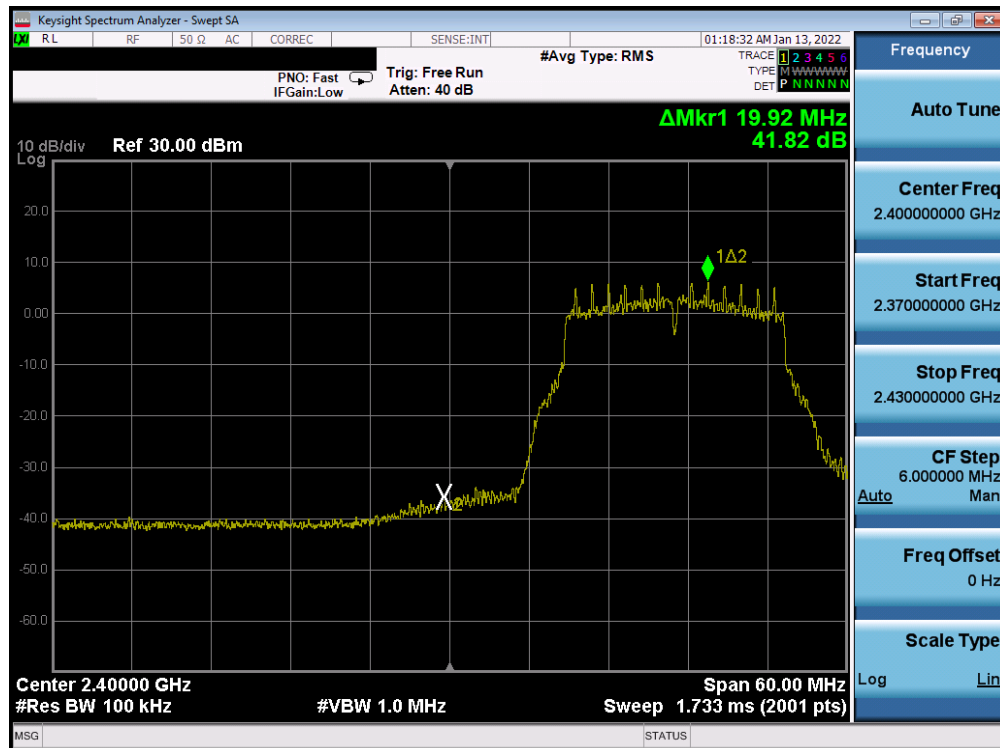 Keysight Spectrum Analyzer - Swept SA
LXI RL RF 50 Ω AC CORREC SENSE:INT 01:18:32 AM Jan 13, 2022
#Avg Type: RMS TRACE 1 2 3 4 5 6
PNO: Fast Trig: Free Run TYPE M WWWWW
IFGain:Low Atten: 40 dB DET P N N N N N
ΔMkr1 19.92 MHz
41.82 dB
10 dB/div Ref 30.00 dBm
Log
20.0
10.0
1Δ2
0.00
-10.0
-20.0
-30.0
X2
-40.0
-50.0
-60.0
Center 2.40000 GHz Span 60.00 MHz
#Res BW 100 kHz #VBW 1.0 MHz Sweep 1.733 ms (2001 pts)
MSG STATUS
Frequency
Auto Tune
Center Freq
2.400000000 GHz
Start Freq
2.370000000 GHz
Stop Freq
2.430000000 GHz
CF Step
6.000000 MHz
Auto Man
Freq Offset
0 Hz
Scale Type
Log Lin